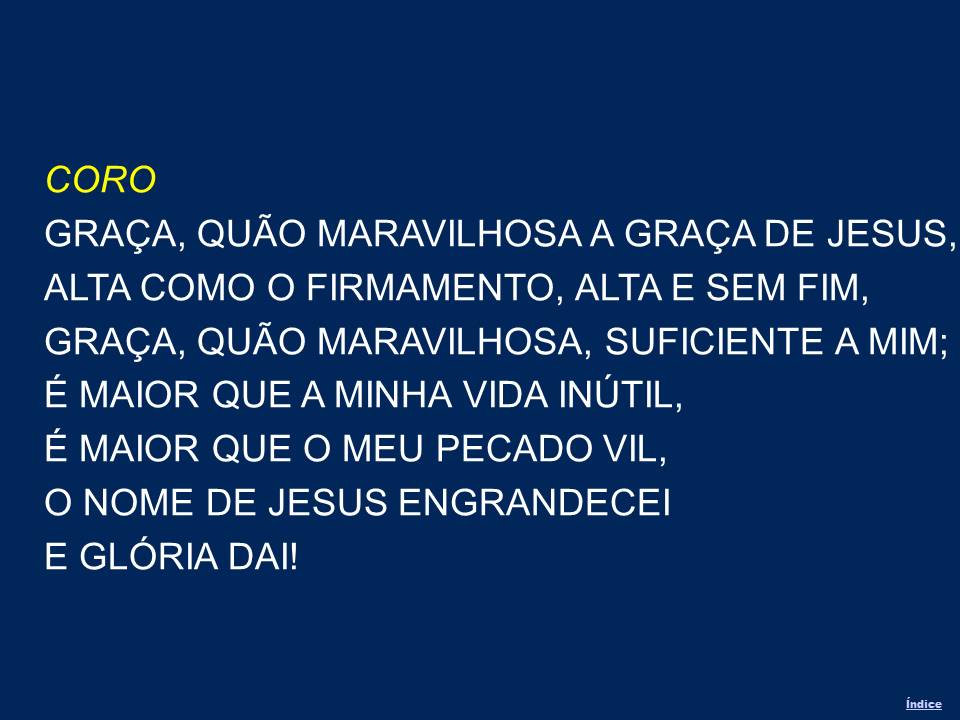 CORO
GRAÇA, QUÃO MARAVILHOSA A GRAÇA DE JESUS,
ALTA COMO O FIRMAMENTO, ALTA E SEM FIM,
GRAÇA, QUÃO MARAVILHOSA, SUFICIENTE A MIM;
É MAIOR QUE A MINHA VIDA INÚTIL,
É MAIOR QUE O MEU PECADO VIL,
O NOME DE JESUS ENGRANDECEI
E GLÓRIA DAI!
Índice